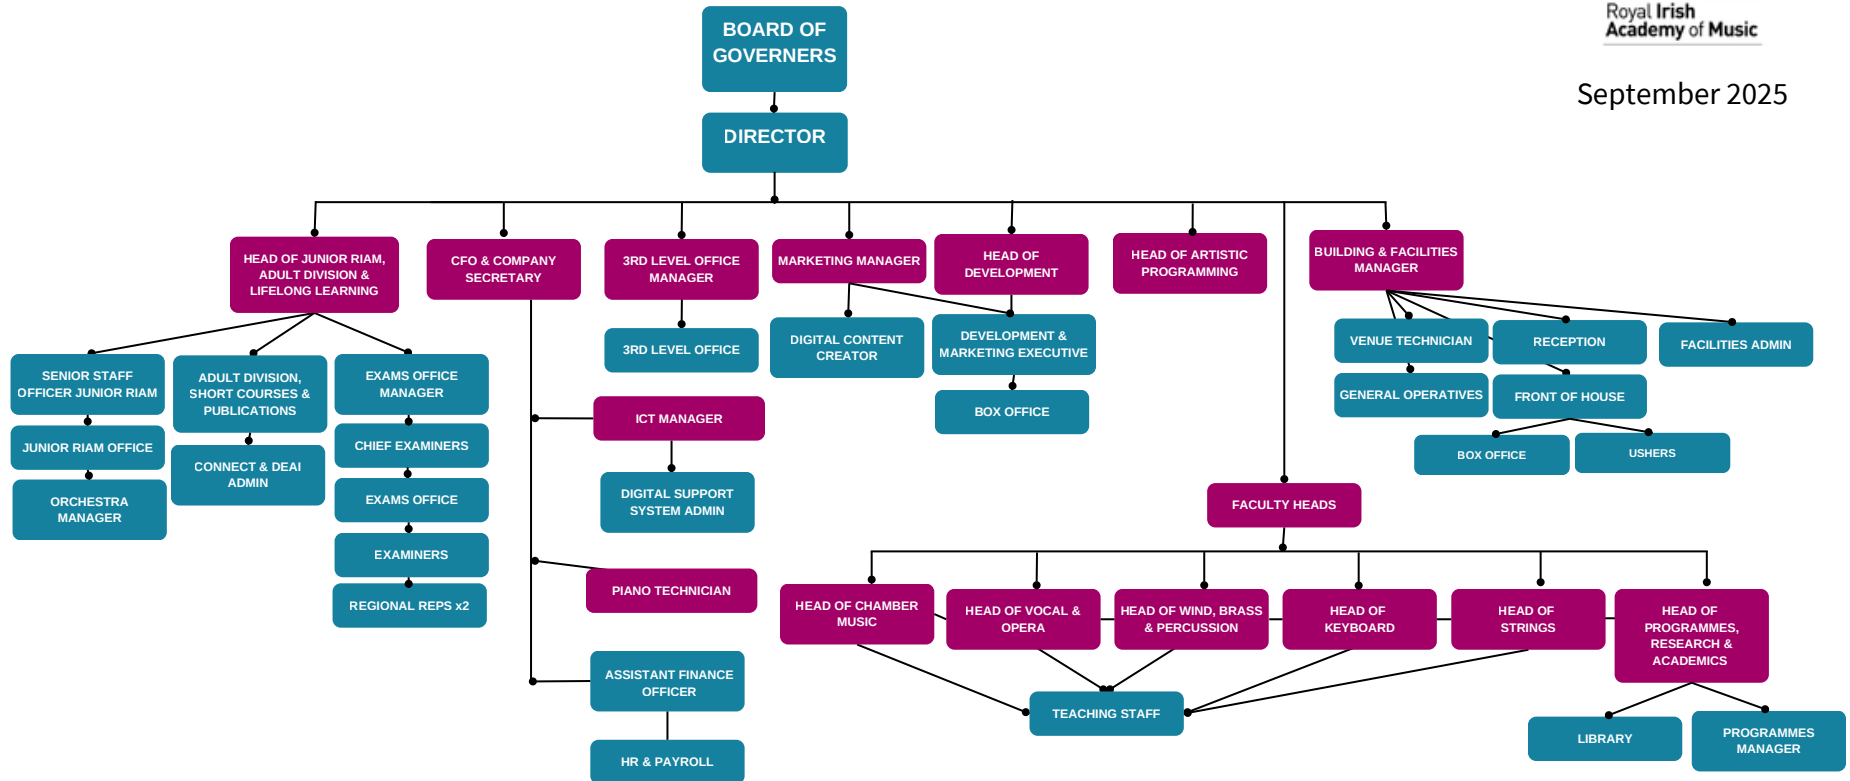 Royal Irish
Academy of Music
September 2025
BOARD OF
GOVERNERS
DIRECTOR
HEAD OF JUNIOR RIAM,
ADULT DIVISION &
LIFELONG LEARNING
CFO & COMPANY
SECRETARY
3RD LEVEL OFFICE
MANAGER
MARKETING MANAGER
HEAD OF
DEVELOPMENT
HEAD OF ARTISTIC
PROGRAMMING
BUILDING & FACILITIES
MANAGER
SENIOR STAFF
OFFICER JUNIOR RIAM
JUNIOR RIAM OFFICE
ORCHESTRA
MANAGER
ADULT DIVISION,
SHORT COURSES &
PUBLICATIONS
CONNECT & DEAI
ADMIN
EXAMS OFFICE
MANAGER
CHIEF EXAMINERS
EXAMS OFFICE
EXAMINERS
REGIONAL REPS x2
3RD LEVEL OFFICE
DIGITAL CONTENT
CREATOR
DEVELOPMENT &
MARKETING EXECUTIVE
BOX OFFICE
VENUE TECHNICIAN
RECEPTION
FACILITIES ADMIN
GENERAL OPERATIVES
FRONT OF HOUSE
BOX OFFICE
USHERS
ICT MANAGER
DIGITAL SUPPORT
SYSTEM ADMIN
PIANO TECHNICIAN
ASSISTANT FINANCE
OFFICER
HR & PAYROLL
FACULTY HEADS
HEAD OF CHAMBER
MUSIC
HEAD OF VOCAL &
OPERA
HEAD OF WIND, BRASS
& PERCUSSION
HEAD OF
KEYBOARD
HEAD OF
STRINGS
HEAD OF
PROGRAMMES,
RESEARCH &
ACADEMICS
TEACHING STAFF
LIBRARY
PROGRAMMES
MANAGER